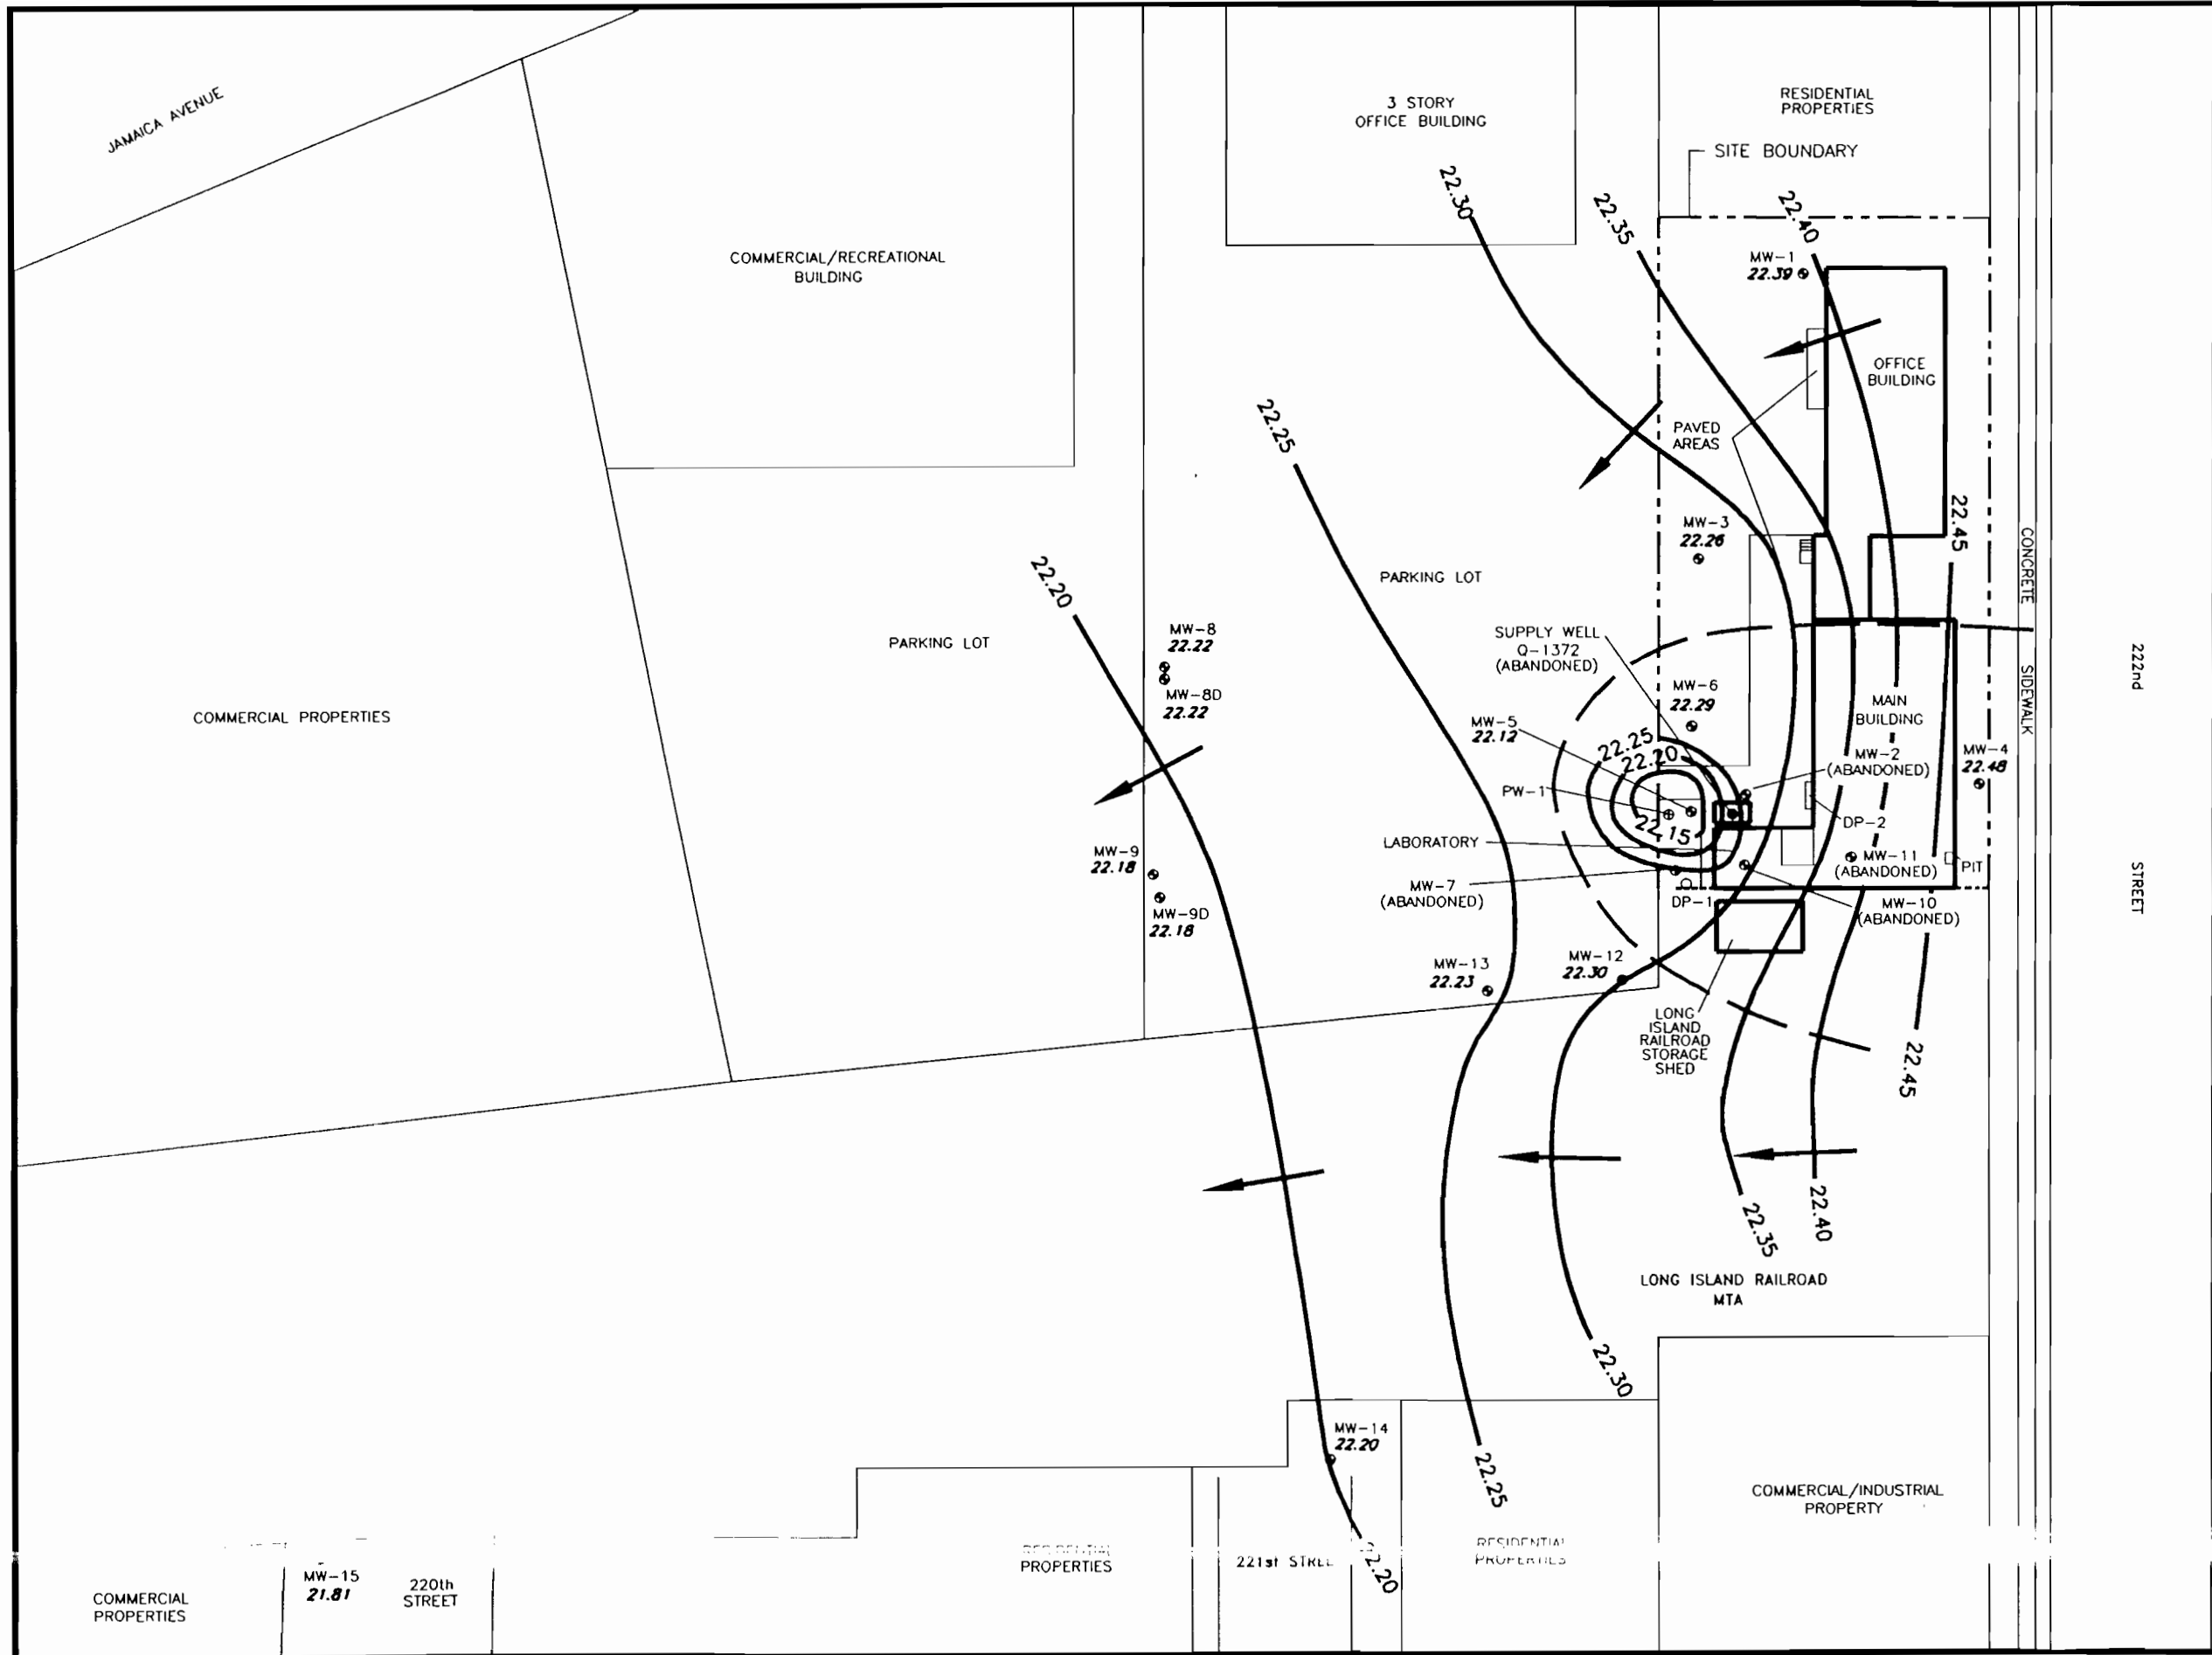 JAMAICA AVENUE
3 STORY
OFFICE BUILDING
RESIDENTIAL
PROPERTIES
SITE BOUNDARY
COMMERCIAL/RECREATIONAL
BUILDING
22.30
22.35
22.40
MW-1
22.39
OFFICE
BUILDING
PAVED
AREAS
22.25
22.45
MW-3
22.26
CONCRETE
SIDEWALK
22.20
PARKING LOT
MW-8
22.22
MW-8D
22.22
PARKING LOT
SUPPLY WELL
Q-1372
(ABANDONED)
MW-6
22.29
222nd
STREET
COMMERCIAL PROPERTIES
MAIN
BUILDING
MW-5
22.12
22.25
22.20
22.15
MW-2
(ABANDONED)
MW-4
22.48
PW-1
DP-2
LABORATORY
MW-9
22.18
MW-9D
22.18
MW-7
(ABANDONED)
DP-1
MW-11
(ABANDONED)
PIT
MW-10
(ABANDONED)
MW-13
22.23
MW-12
22.30
LONG
ISLAND
RAILROAD
STORAGE
SHED
22.45
22.40
22.35
LONG ISLAND RAILROAD
MTA
22.30
MW-14
22.20
22.25
COMMERCIAL/INDUSTRIAL
PROPERTY
PROPERTIES
221st
RESIDENTIAL
PROPERTIES
.20
MW-15
21.81
220th
STREET
COMMERCIAL
PROPERTIES